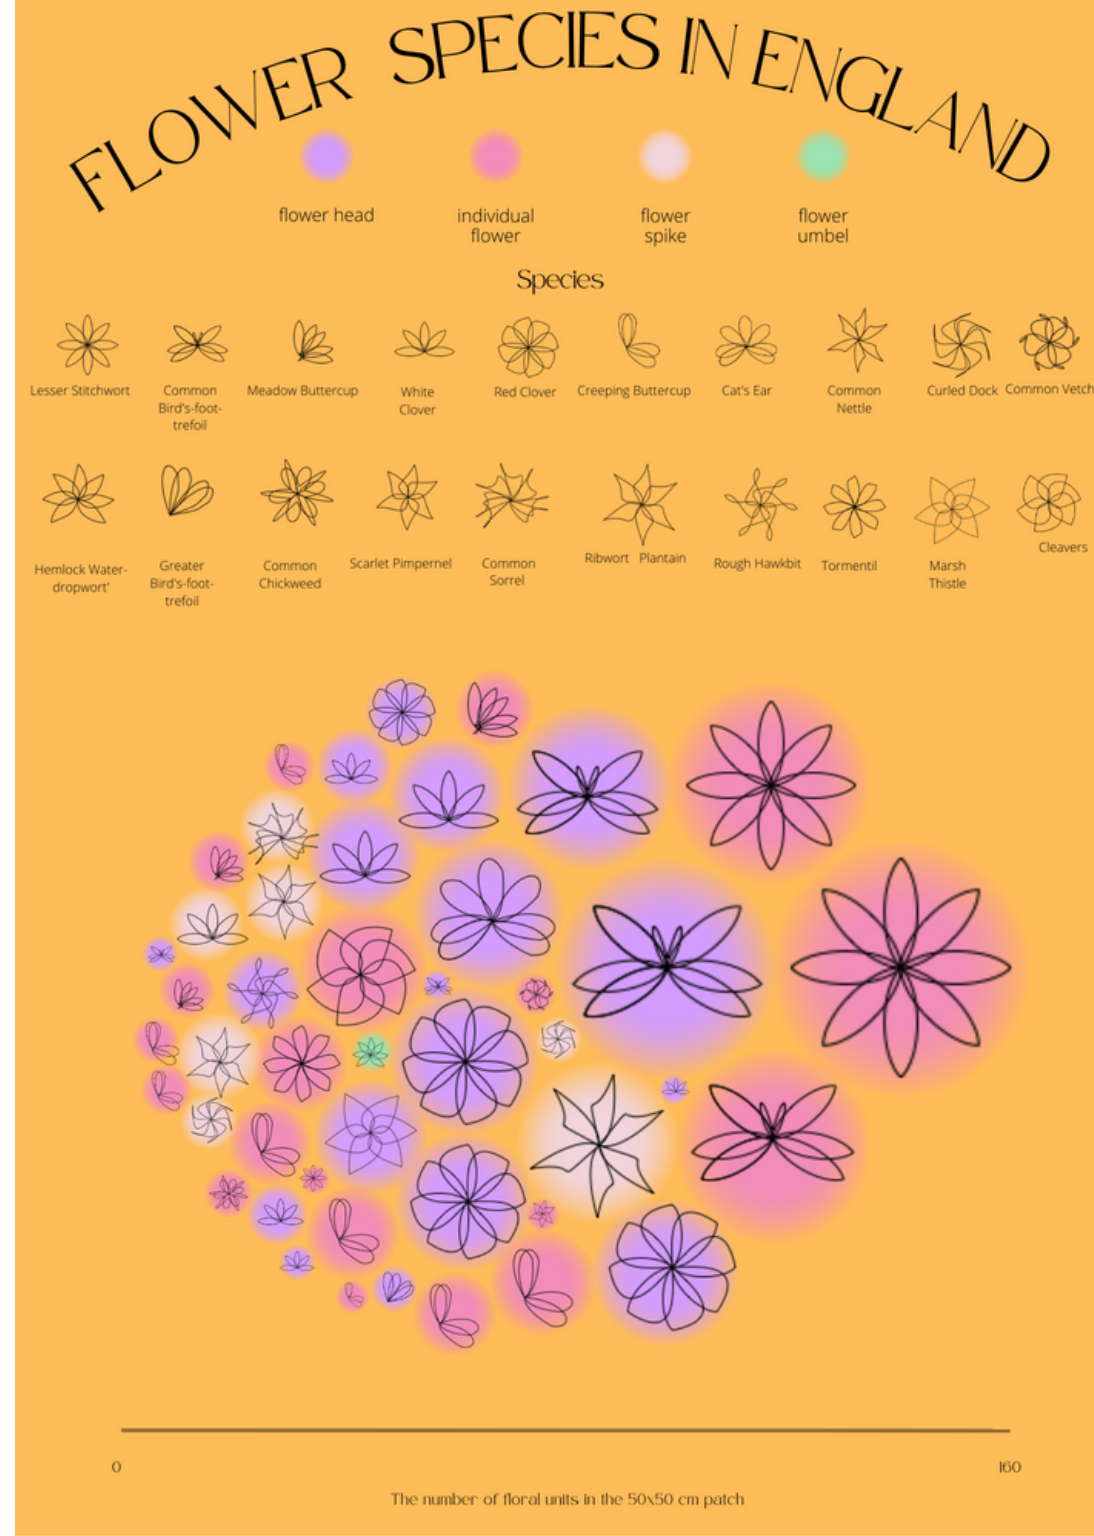 FLOWER SPECIES IN ENGLAND
flower head
individual
flower
flower
spike
flower
umbel
Species
Lesser Stitchwort
Common
Bird's-foot-
trefoil
Meadow Buttercup
White
Clover
Red Clover
Creeping Buttercup
Cat's Ear
Common
Nettle
Curled Dock
Common Vetch
Hemlock Water-
dropwort'
Greater
Bird's-foot-
trefoil
Common
Chickweed
Scarlet Pimpernel
Common
Sorrel
Ribwort Plantain
Rough Hawkbit
Tormentil
Marsh
Thistle
Cleavers
0
160
The number of floral units in the 50x50 cm patch